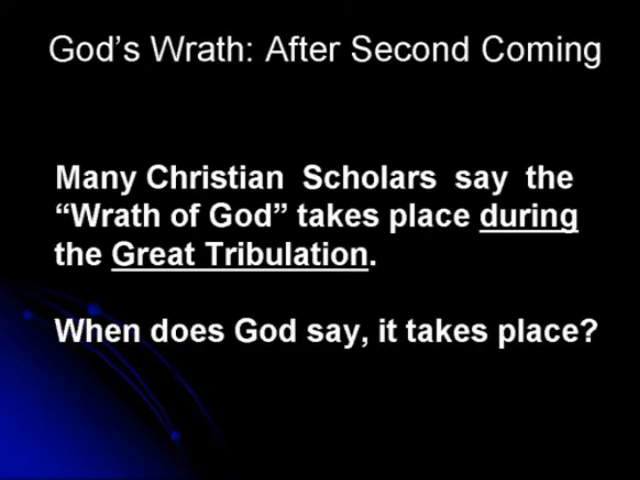 God's Wrath: After Second Coming
Many Christian Scholars say the
“Wrath of God” takes place during
the Great Tribulation.
When does God say, it takes place?